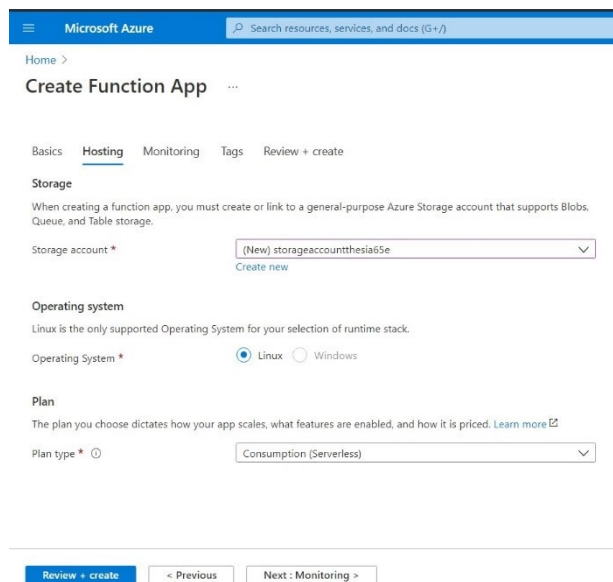 Microsoft Azure
Search resources, services, and docs (G+/)
Home >
Create Function App ...
Basics Hosting Monitoring Tags Review + create
Storage
When creating a function app, you must create or link to a general-purpose Azure Storage account that supports Blobs,
Queue, and Table storage.
Storage account * (New) storageaccountthesia65e
Create new
Operating system
Linux is the only supported Operating System for your selection of runtime stack.
Operating System * Linux Windows
Plan
The plan you choose dictates how your app scales, what features are enabled, and how it is priced. Learn more
Plan type * Consumption (Serverless)
Review + create < Previous Next : Monitoring >